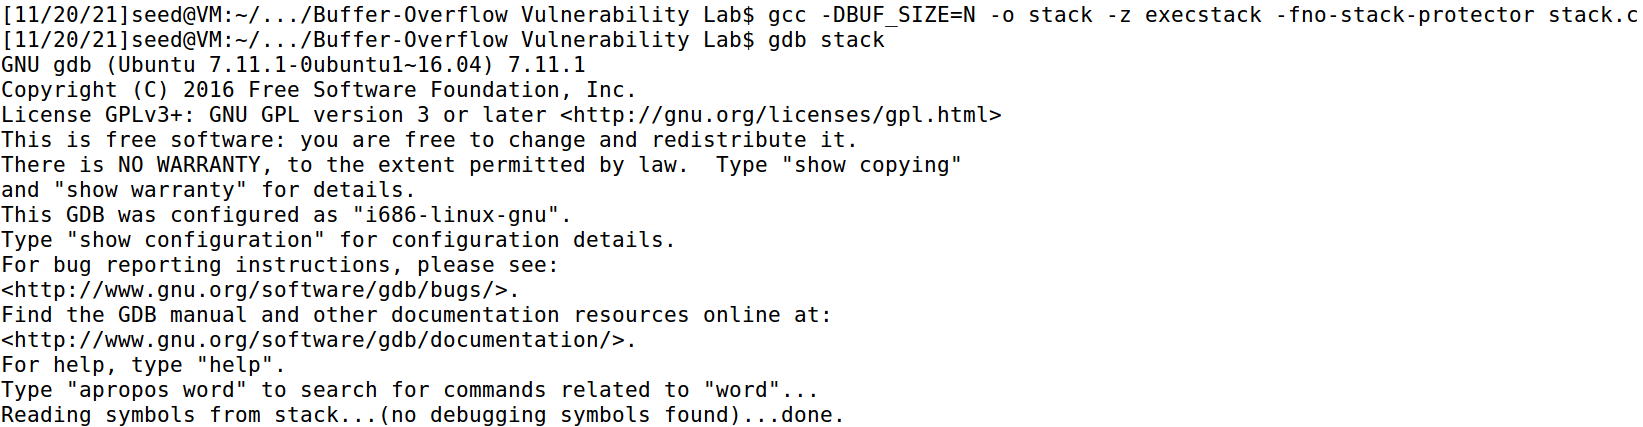 [11/20/21]seed@VM:~/.../Buffer-Overflow Vulnerability Lab$ gcc -DBUF_SIZE=N -o stack -z execstack -fno-stack-protector stack.c
[11/20/21]seed@VM:~/.../Buffer-Overflow Vulnerability Lab$ gdb stack
GNU gdb (Ubuntu 7.11.1-0ubuntu1~16.04) 7.11.1
Copyright (C) 2016 Free Software Foundation, Inc.
License GPLv3+: GNU GPL version 3 or later <http://gnu.org/licenses/gpl.html>
This is free software: you are free to change and redistribute it.
There is NO WARRANTY, to the extent permitted by law.  Type "show copying"
and "show warranty" for details.
This GDB was configured as "i686-linux-gnu".
Type "show configuration" for configuration details.
For bug reporting instructions, please see:
<http://www.gnu.org/software/gdb/bugs/>.
Find the GDB manual and other documentation resources online at:
<http://www.gnu.org/software/gdb/documentation/>.
For help, type "help".
Type "apropos word" to search for commands related to "word"...
Reading symbols from stack...(no debugging symbols found)...done.